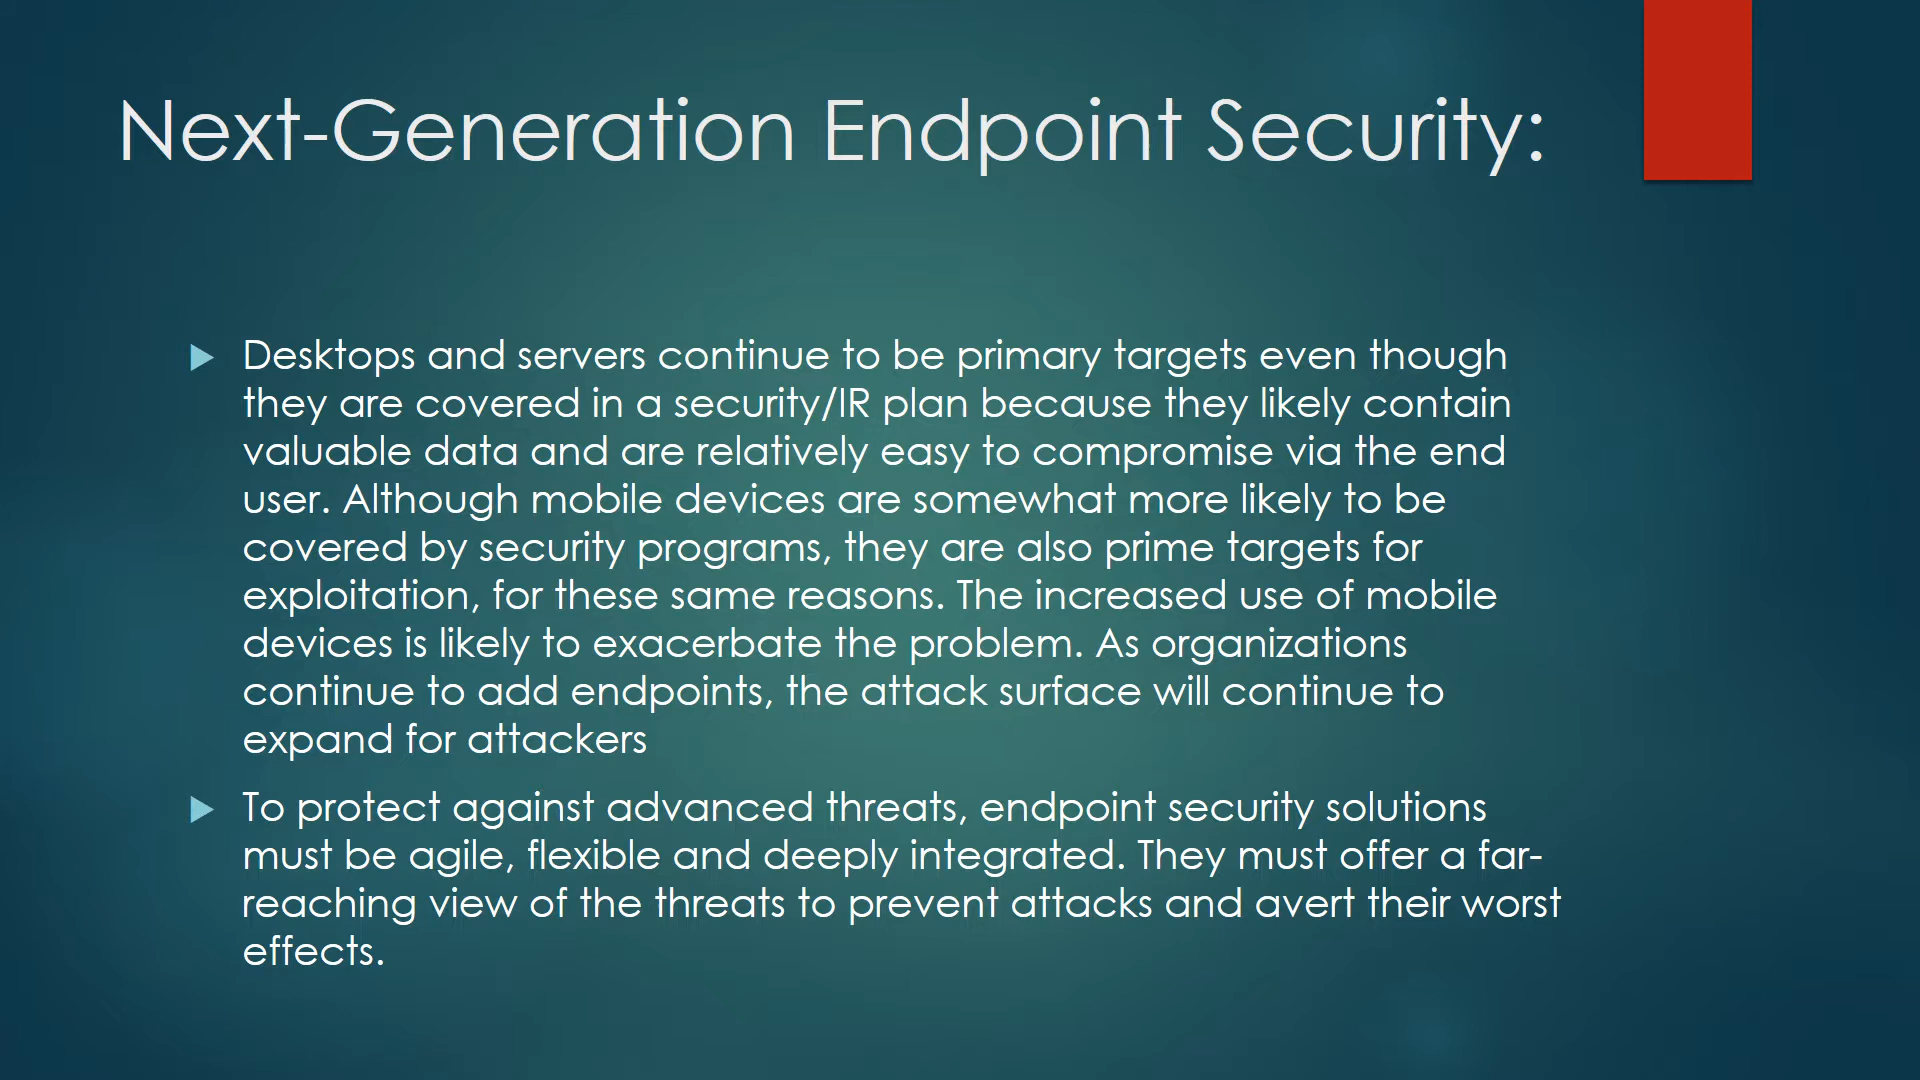 Next-Generation Endpoint Security:
Desktops and servers continue to be primary targets even though
they are covered in a security/IR plan because they likely contain
valuable data and are relatively easy to compromise via the end
user. Although mobile devices are somewhat more likely to be
covered by security programs, they are also prime targets for
exploitation, for these same reasons. The increased use of mobile
devices is likely to exacerbate the problem. As organizations
continue to add endpoints, the attack surface will continue to
expand for attackers
To protect against advanced threats, endpoint security solutions
must be agile, flexible and deeply integrated. They must offer a far-
reaching view of the threats to prevent attacks and avert their worst
effects.